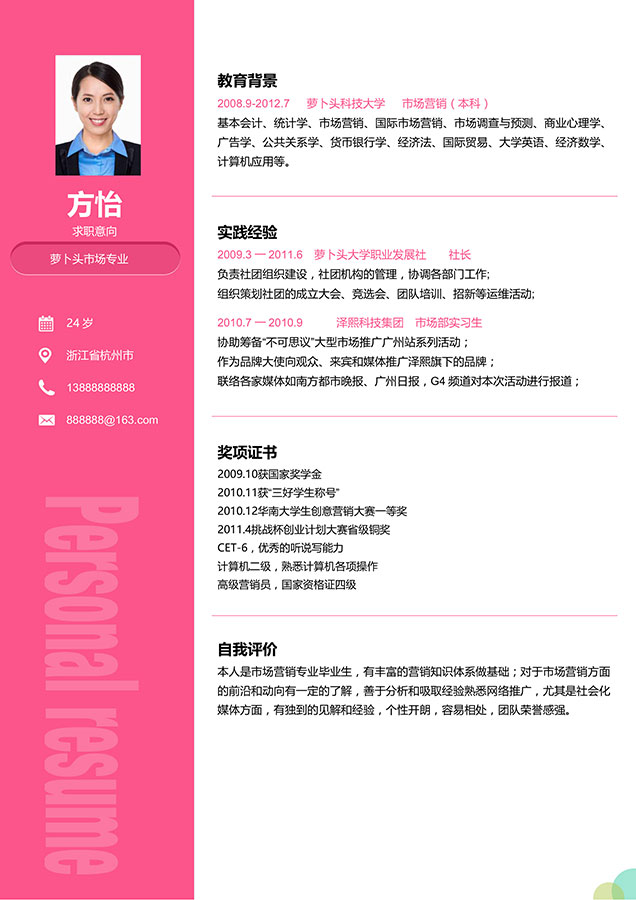 方怡
求职意向
萝卜头市场专业
24 岁
浙江省杭州市
13888888888
888888@163.com
Personal resume
教育背景
2008.9-2012.7 萝卜头科技大学 市场营销（本科）
基本会计、统计学、市场营销、国际市场营销、市场调查与预测、商业心理学、
广告学、公共关系学、货币银行学、经济法、国际贸易、大学英语、经济数学、
计算机应用等。
实践经验
2009.3 — 2011.6 萝卜头大学职业发展社 社长
负责社团组织建设，社团机构的管理，协调各部门工作;
组织策划社团的成立大会、竞选会、团队培训、招新等运维活动;
2010.7 — 2010.9 泽熙科技集团 市场部实习生
协助筹备“不可思议”大型市场推广广州站系列活动；
作为品牌大使向观众、来宾和媒体推广泽熙旗下的品牌；
联络各家媒体如南方都市晚报、广州日报，G4 频道对本次活动进行报道；
奖项证书
2009.10获国家奖学金
2010.11获“三好学生称号”
2010.12华南大学生创意营销大赛一等奖
2011.4挑战杯创业计划大赛省级铜奖
CET-6，优秀的听说写能力
计算机二级，熟悉计算机各项操作
高级营销员，国家资格证四级
自我评价
本人是市场营销专业毕业生，有丰富的营销知识体系做基础；对于市场营销方面
的前沿和动向有一定的了解，善于分析和吸取经验熟悉网络推广，尤其是社会化
媒体方面，有独到的见解和经验，个性开朗，容易相处，团队荣誉感强。